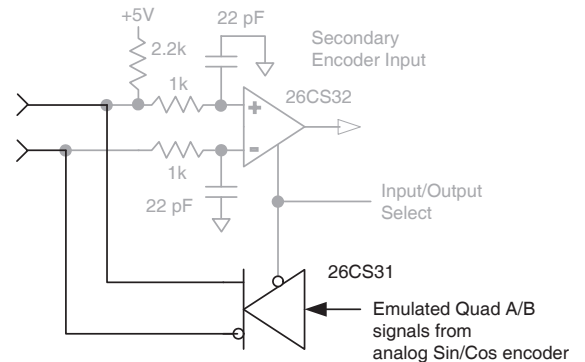 +5V
22 pF
2.2k
Secondary
Encoder Input
1k
26CS32
+
-
1k
22 pF
Input/Output
Select
26CS31
Emulated Quad A/B
signals from
analog Sin/Cos encoder